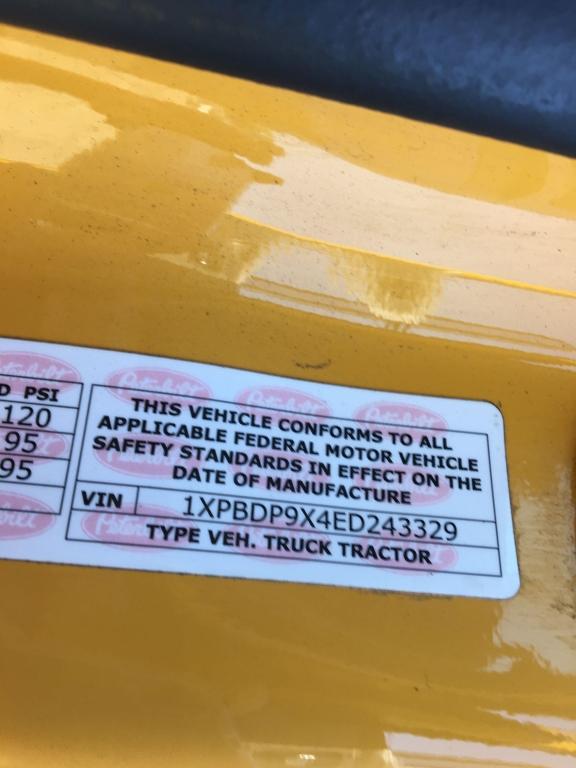 D PSI
120
95
95
THIS VEHICLE CONFORMS TO ALL
APPLICABLE FEDERAL MOTOR VEHICLE
SAFETY STANDARDS IN EFFECT ON THE
DATE OF MANUFACTURE
VIN 1XPBDP9X4ED243329
TYPE VEH. TRUCK TRACTOR